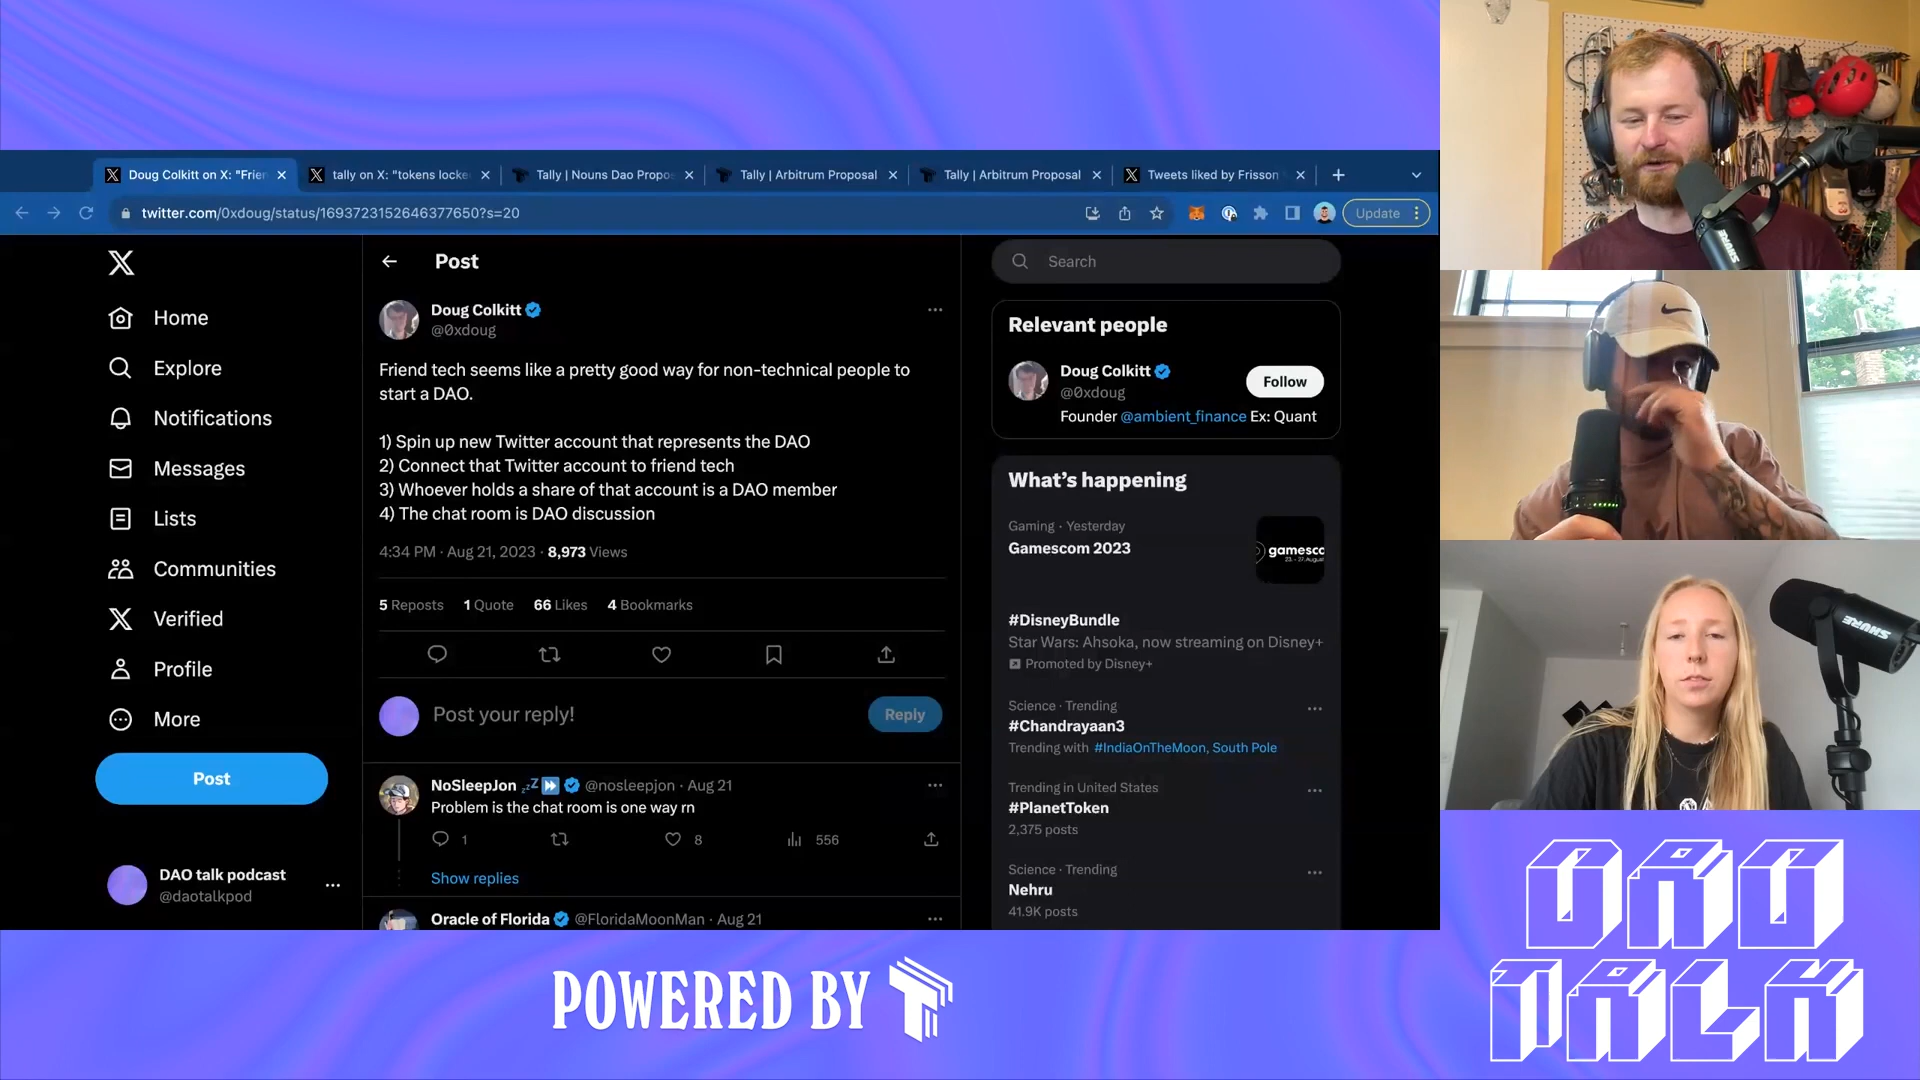 Doug Colkitt on X: "Frien
tally on X: "tokens locke
Tally | Nouns Dao Propo
Tally | Arbitrum Proposal
Tally | Arbitrum Proposal
Tweets liked by Frisson
twitter.com/0xdoug/status/1693723152646377650?s=20
Update
Home
Explore
Notifications
Messages
Lists
Communities
Verified
Profile
More
Post
DAO talk podcast
@daotalkpod
Post
Doug Colkitt
@0xdoug
Friend tech seems like a pretty good way for non-technical people to
start a DAO.
1) Spin up new Twitter account that represents the DAO
2) Connect that Twitter account to friend tech
3) Whoever holds a share of that account is a DAO member
4) The chat room is DAO discussion
4:34 PM · Aug 21, 2023 · 8,973 Views
5 Reposts 1 Quote 66 Likes 4 Bookmarks
Post your reply!
Reply
NoSleepJon @nosleepjon · Aug 21
Problem is the chat room is one way rn
1 8 556
Show replies
Oracle of Florida @FloridaMoonMan · Aug 21
Search
Relevant people
Doug Colkitt
@0xdoug
Follow
Founder @ambient_finance Ex: Quant
What's happening
Gaming · Yesterday
Gamescom 2023
gamesc
#DisneyBundle
Star Wars: Ahsoka, now streaming on Disney+
Promoted by Disney+
Science · Trending
#Chandrayaan3
Trending with #IndiaOnTheMoon, South Pole
Trending in United States
#PlanetToken
2,375 posts
Science · Trending
Nehru
41.9K posts
SHURE
SHURE
POWERED BY
DAO
TALK